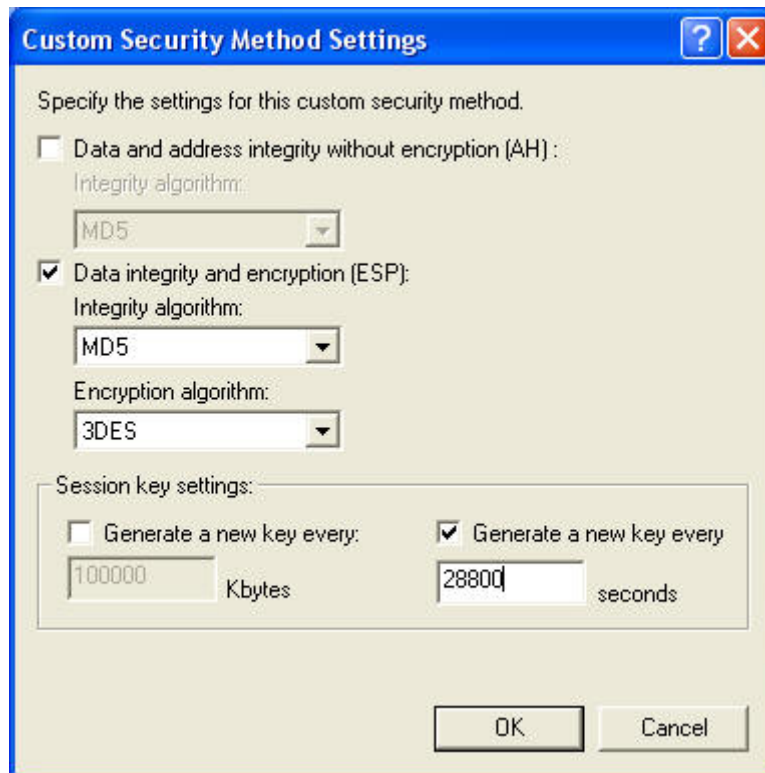 Custom Security Method Settings
Specify the settings for this custom security method.
Data and address integrity without encryption (AH) :
Integrity algorithm:
MD5
Data integrity and encryption (ESP):
Integrity algorithm:
MD5
Encryption algorithm:
3DES
Session key settings:
Generate a new key every: Generate a new key every
100000 Kbytes 28800 seconds
OK Cancel